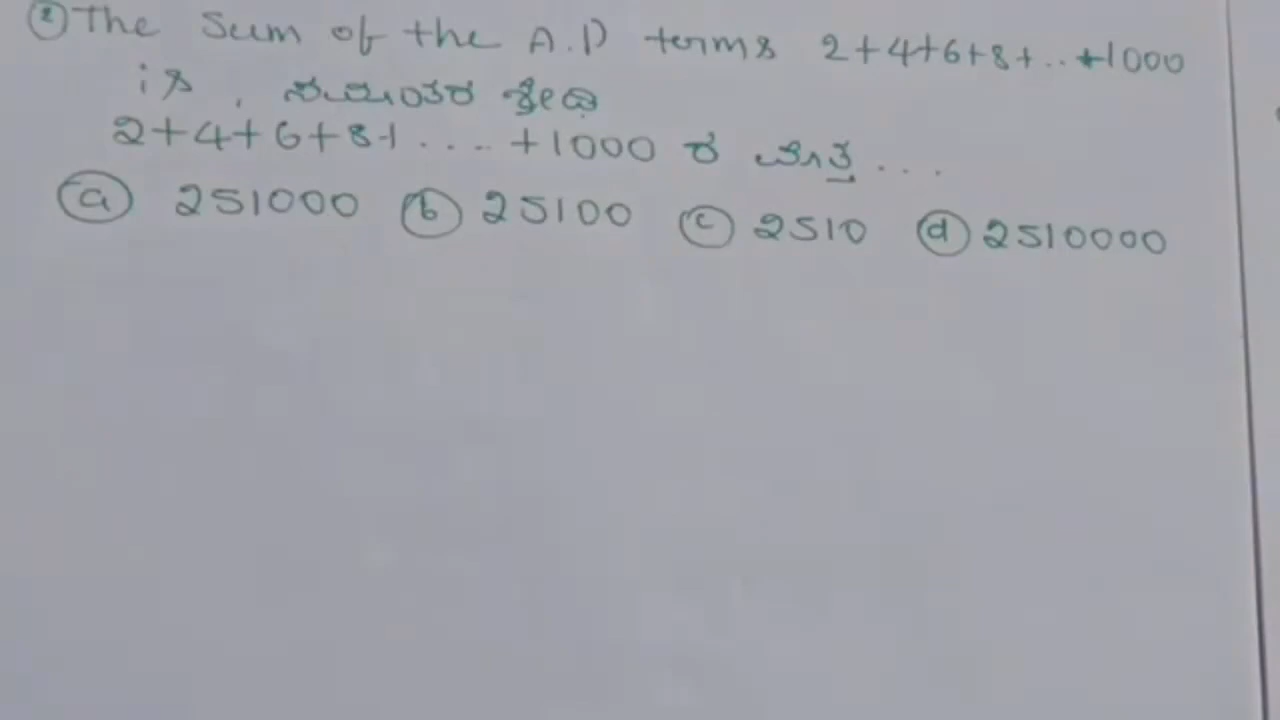 ② The Sum of the A.P terms 2+4+6+8+...+1000
is, ಸಮಾಂತರ ಶ್ರೇಢಿ
2+4+6+8+....+1000 ರ ಮೊತ್ತ ...
ⓐ 251000 ⓑ 25100 ⓒ 2510 ⓓ 2510000